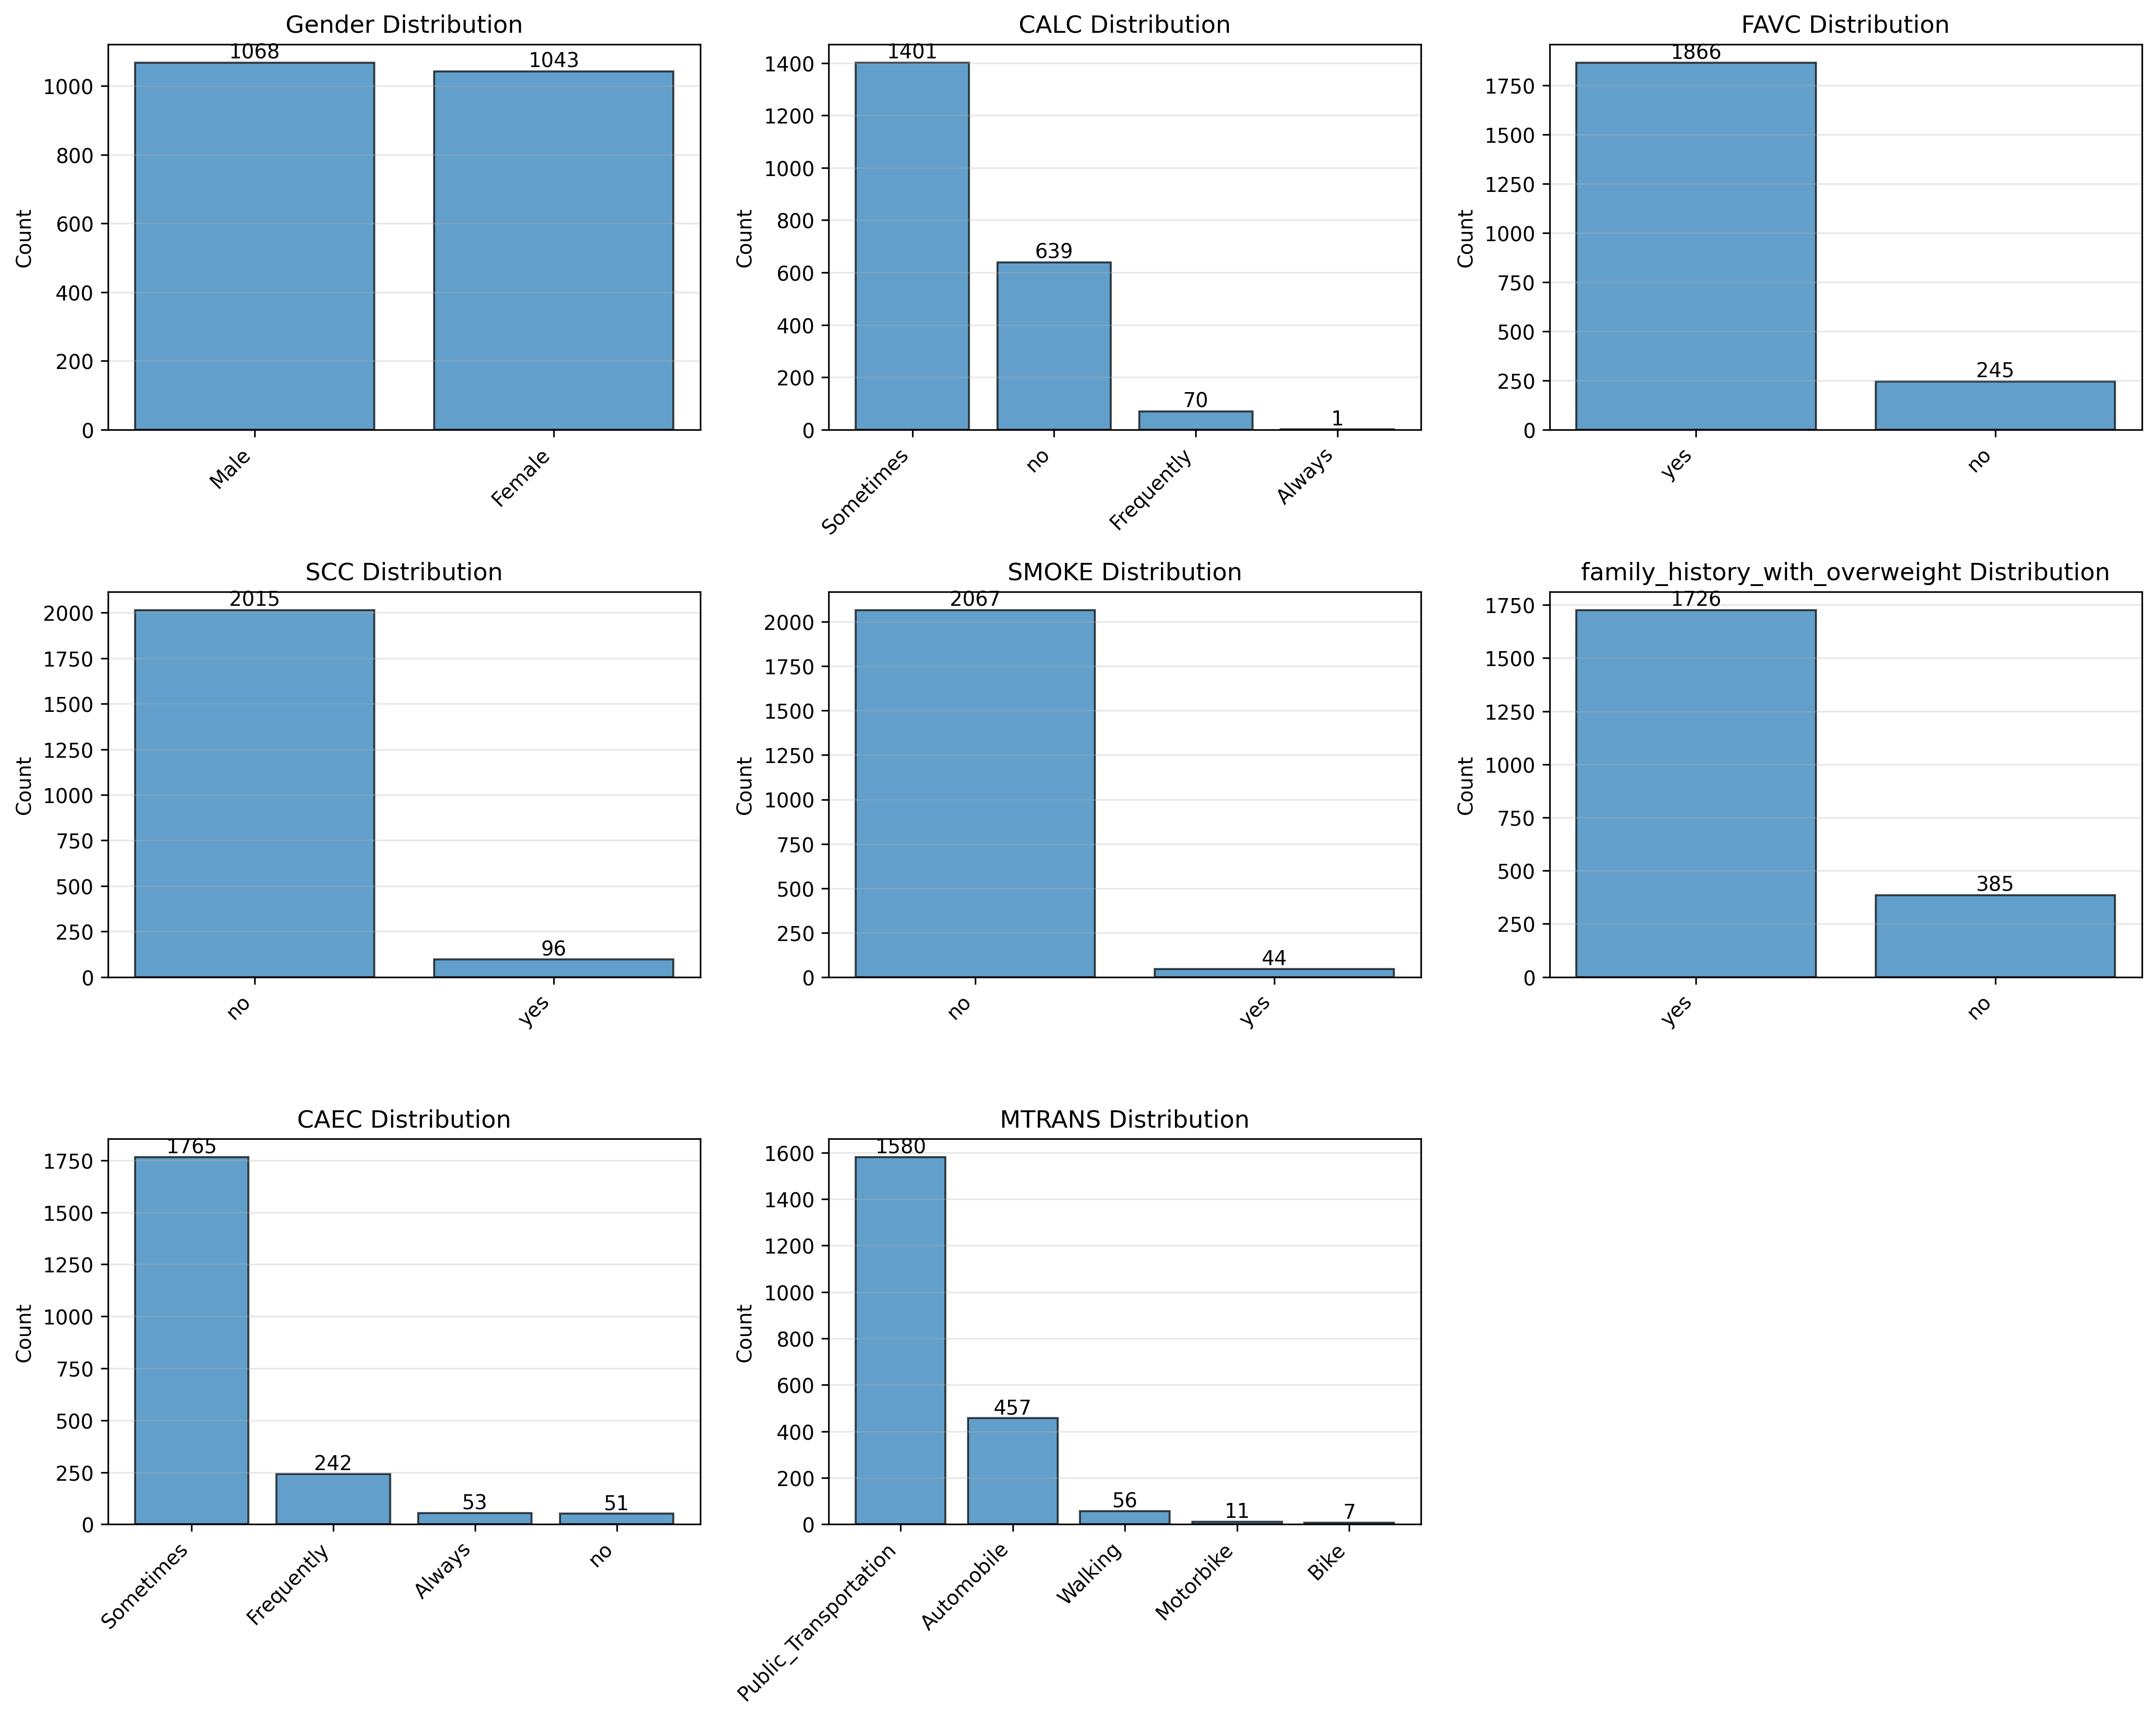 Gender Distribution
Count
0
200
400
600
800
1000
1068
1043
Male
Female
CALC Distribution
Count
0
200
400
600
800
1000
1200
1400
1401
639
70
1
Sometimes
no
Frequently
Always
FAVC Distribution
Count
0
250
500
750
1000
1250
1500
1750
1866
245
yes
no
SCC Distribution
Count
0
250
500
750
1000
1250
1500
1750
2000
2015
96
no
yes
SMOKE Distribution
Count
0
250
500
750
1000
1250
1500
1750
2000
2067
44
no
yes
family_history_with_overweight Distribution
Count
0
250
500
750
1000
1250
1500
1750
1726
385
yes
no
CAEC Distribution
Count
0
250
500
750
1000
1250
1500
1750
1765
242
53
51
Sometimes
Frequently
Always
no
MTRANS Distribution
Count
0
200
400
600
800
1000
1200
1400
1600
1580
457
56
11
7
Public_Transportation
Automobile
Walking
Motorbike
Bike